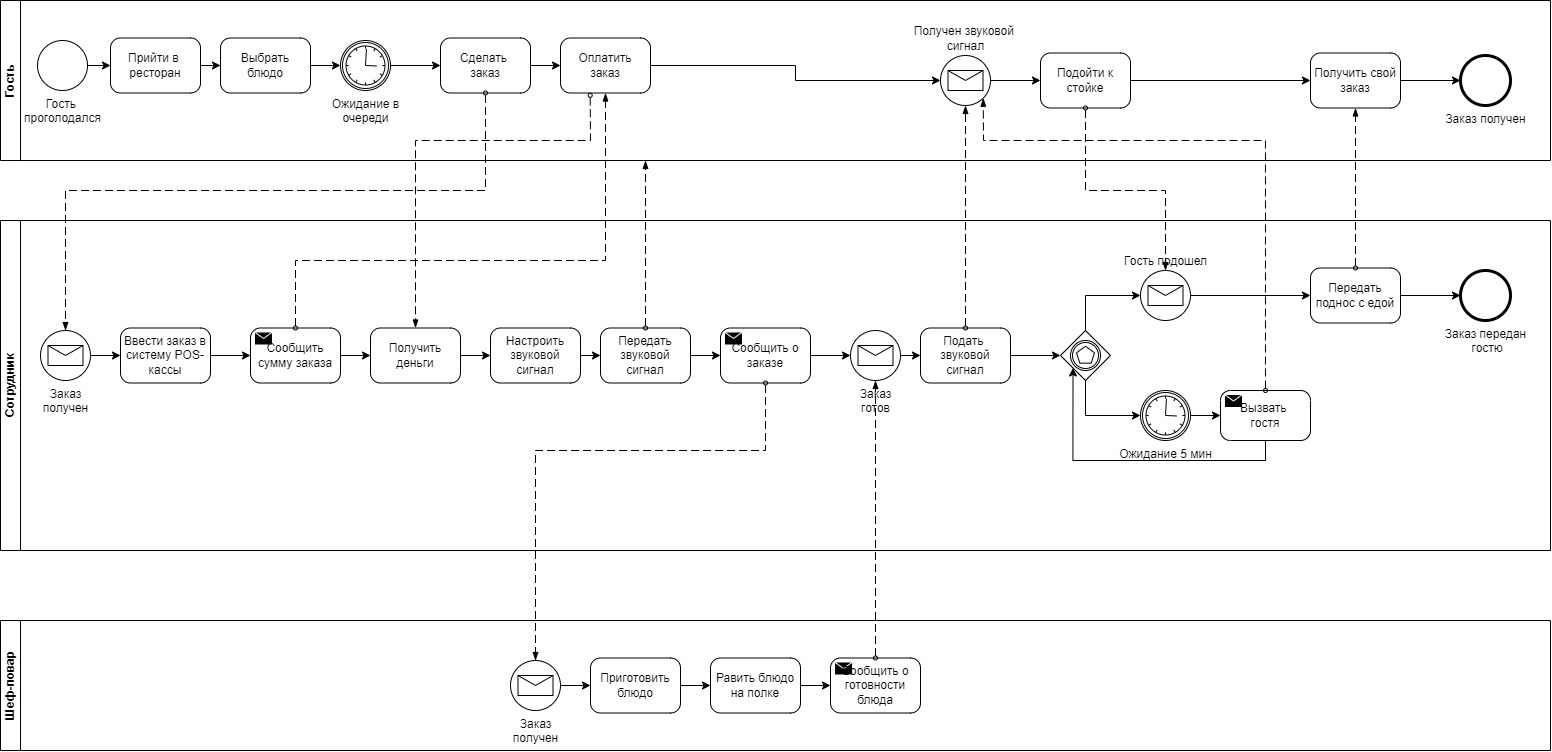 Гость
Гость
проголодался
Прийти в
ресторан
Выбрать
блюдо
Ожидание в
очереди
Сделать
заказ
Оплатить
заказ
Получен звуковой
сигнал
Подойти к
стойке
Получить свой
заказ
Заказ получен
Сотрудник
Заказ
получен
Ввести заказ в
систему POS-
кассы
Сообщить
сумму заказа
Получить
деньги
Настроить
звуковой
сигнал
Передать
звуковой
сигнал
Сообщить о
заказе
Заказ
готов
Подать
звуковой
сигнал
Гость подошел
Ожидание 5 мин
Вызвать
гостя
Передать
поднос с едой
Заказ передан
гостю
Шеф-повар
Заказ
получен
Приготовить
блюдо
Равить блюдо
на полке
Сообщить о
готовности
блюда